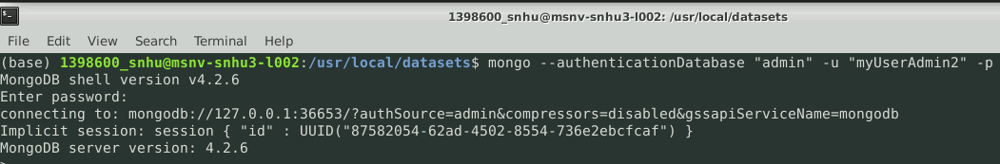 1398600_snhu@msnv-snhu3-l002: /usr/local/datasets
File Edit View Search Terminal Help
(base) 1398600_snhu@msnv-snhu3-l002:/usr/local/datasets$ mongo --authenticationDatabase "admin" -u "myUserAdmin2" -p
MongoDB shell version v4.2.6
Enter password:
connecting to: mongodb://127.0.0.1:36653/?authSource=admin&compressors=disabled&gssapiServiceName=mongodb
Implicit session: session { "id" : UUID("87582054-62ad-4502-8554-736e2ebcfcaf") }
MongoDB server version: 4.2.6